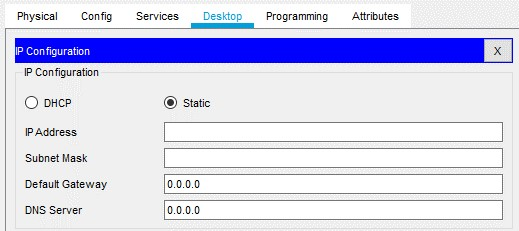 Physical Config Services Desktop Programming Attributes
IP Configuration X
IP Configuration
DHCP Static
IP Address
Subnet Mask
Default Gateway 0.0.0.0
DNS Server 0.0.0.0